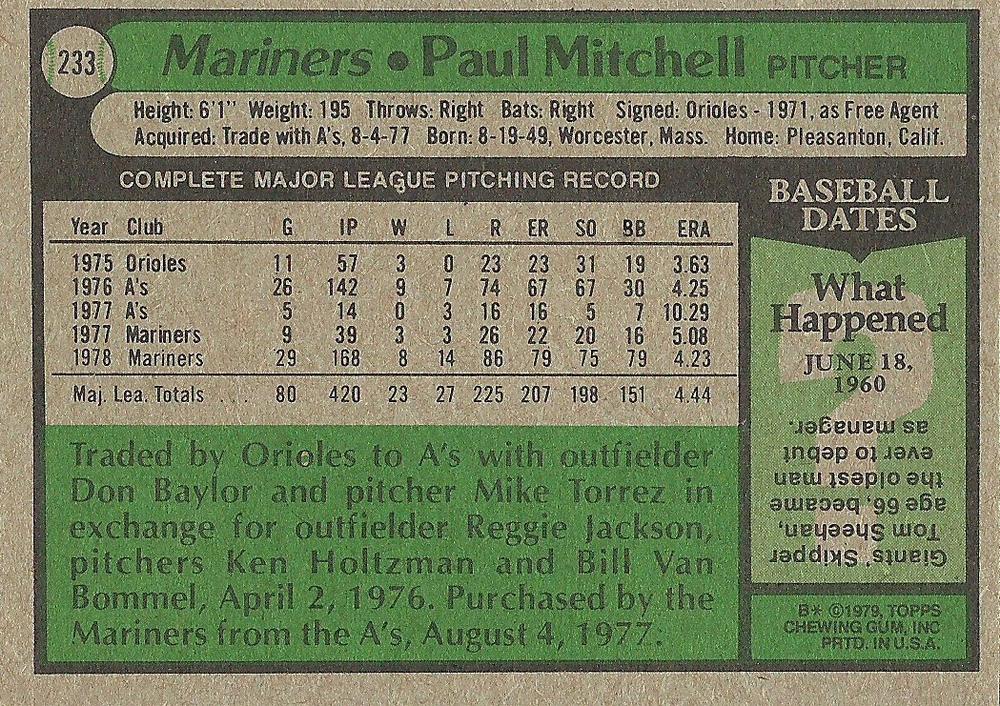 233 Mariners • Paul Mitchell PITCHER
Height: 6'1" Weight: 195 Throws: Right Bats: Right Signed: Orioles - 1971, as Free Agent
Acquired: Trade with A's, 8-4-77 Born: 8-19-49, Worcester, Mass. Home: Pleasanton, Calif.
COMPLETE MAJOR LEAGUE PITCHING RECORD
Year Club G IP W L R ER SO BB ERA
1975 Orioles 11 57 3 0 23 23 31 19 3.63
1976 A's 26 142 9 7 74 67 67 30 4.25
1977 A's 5 14 0 3 16 16 5 7 10.29
1977 Mariners 9 39 3 3 26 22 20 16 5.08
1978 Mariners 29 168 8 14 86 79 75 79 4.23
Maj. Lea. Totals ... 80 420 23 27 225 207 198 151 4.44
Traded by Orioles to A's with outfielder
Don Baylor and pitcher Mike Torrez in
exchange for outfielder Reggie Jackson,
pitchers Ken Holtzman and Bill Van
Bommel, April 2, 1976. Purchased by the
Mariners from the A's, August 4, 1977.
BASEBALL
DATES
What
Happened
JUNE 18,
1960
Giants' Skipper
Tom Sheehan,
age 66, became
the oldest man
ever to debut
as manager.
B* ©1979, TOPPS
CHEWING GUM, INC
PRTD. IN U.S.A.